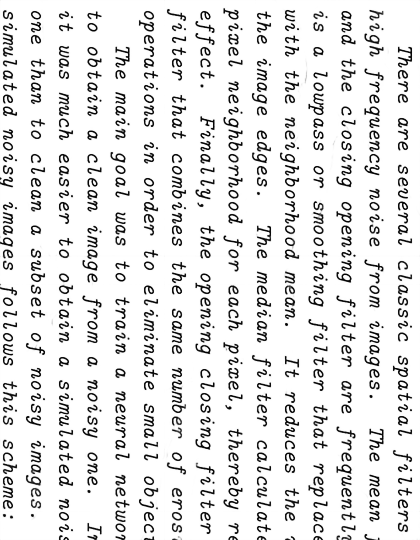 There are several classic spatial filters
high frequency noise from images. The mean
and the closing opening filter are frequently
is a lowpass or smoothing filter that replace
with the neighborhood mean. It reduces the
the image edges. The median filter calculate
pixel neighborhood for each pixel, thereby re
effect. Finally, the opening closing filter
filter that combines the same number of eros
operations in order to eliminate small objec
The main goal was to train a neural networ
to obtain a clean image from a noisy one. In
it was much easier to obtain a simulated nois
one than to clean a subset of noisy images.
simulated noisy images follows this scheme: